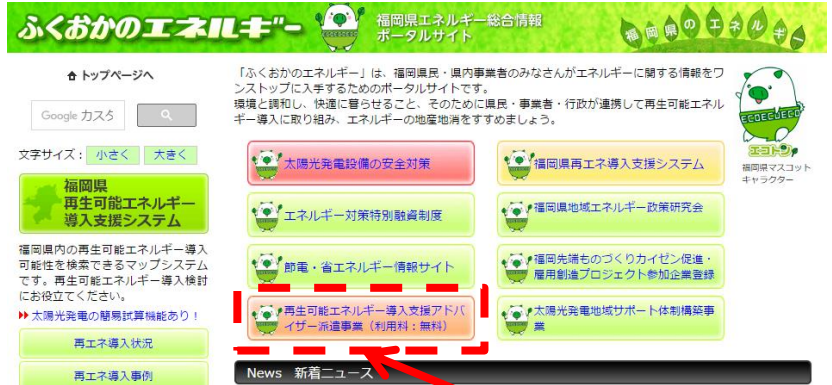 ふくおかのエネルギー
福岡県エネルギー総合情報
ポータルサイト
福岡県のエネルギー
トップページへ
Google カスタ
文字サイズ： 小さく 大きく
福岡県
再生可能エネルギー
導入支援システム
福岡県内の再生可能エネルギー導入
可能性を検索できるマップシステム
です。再生可能エネルギー導入検討
にお役立てください。
太陽光発電の簡易試算機能あり！
再エネ導入状況
再エネ導入事例
「ふくおかのエネルギー」は、福岡県民・県内事業者のみなさんがエネルギーに関する情報をワ
ンストップに入手するためのポータルサイトです。
環境と調和し、快適に暮らせること、そのために県民・事業者・行政が連携して再生可能エネル
ギー導入に取り組み、エネルギーの地産地消をすすめましょう。
太陽光発電設備の安全対策
福岡県再エネ導入支援システム
エネルギー対策特別融資制度
福岡県地域エネルギー政策研究会
節電・省エネルギー情報サイト
福岡先端ものづくりカイゼン促進・
雇用創造プロジェクト参加企業登録
再生可能エネルギー導入支援アドバ
イザー派遣事業（利用料：無料）
太陽光発電地域サポート体制構築事
業
News 新着ニュース
ECOECOECO
エコトン
福岡県マスコット
キャラクター